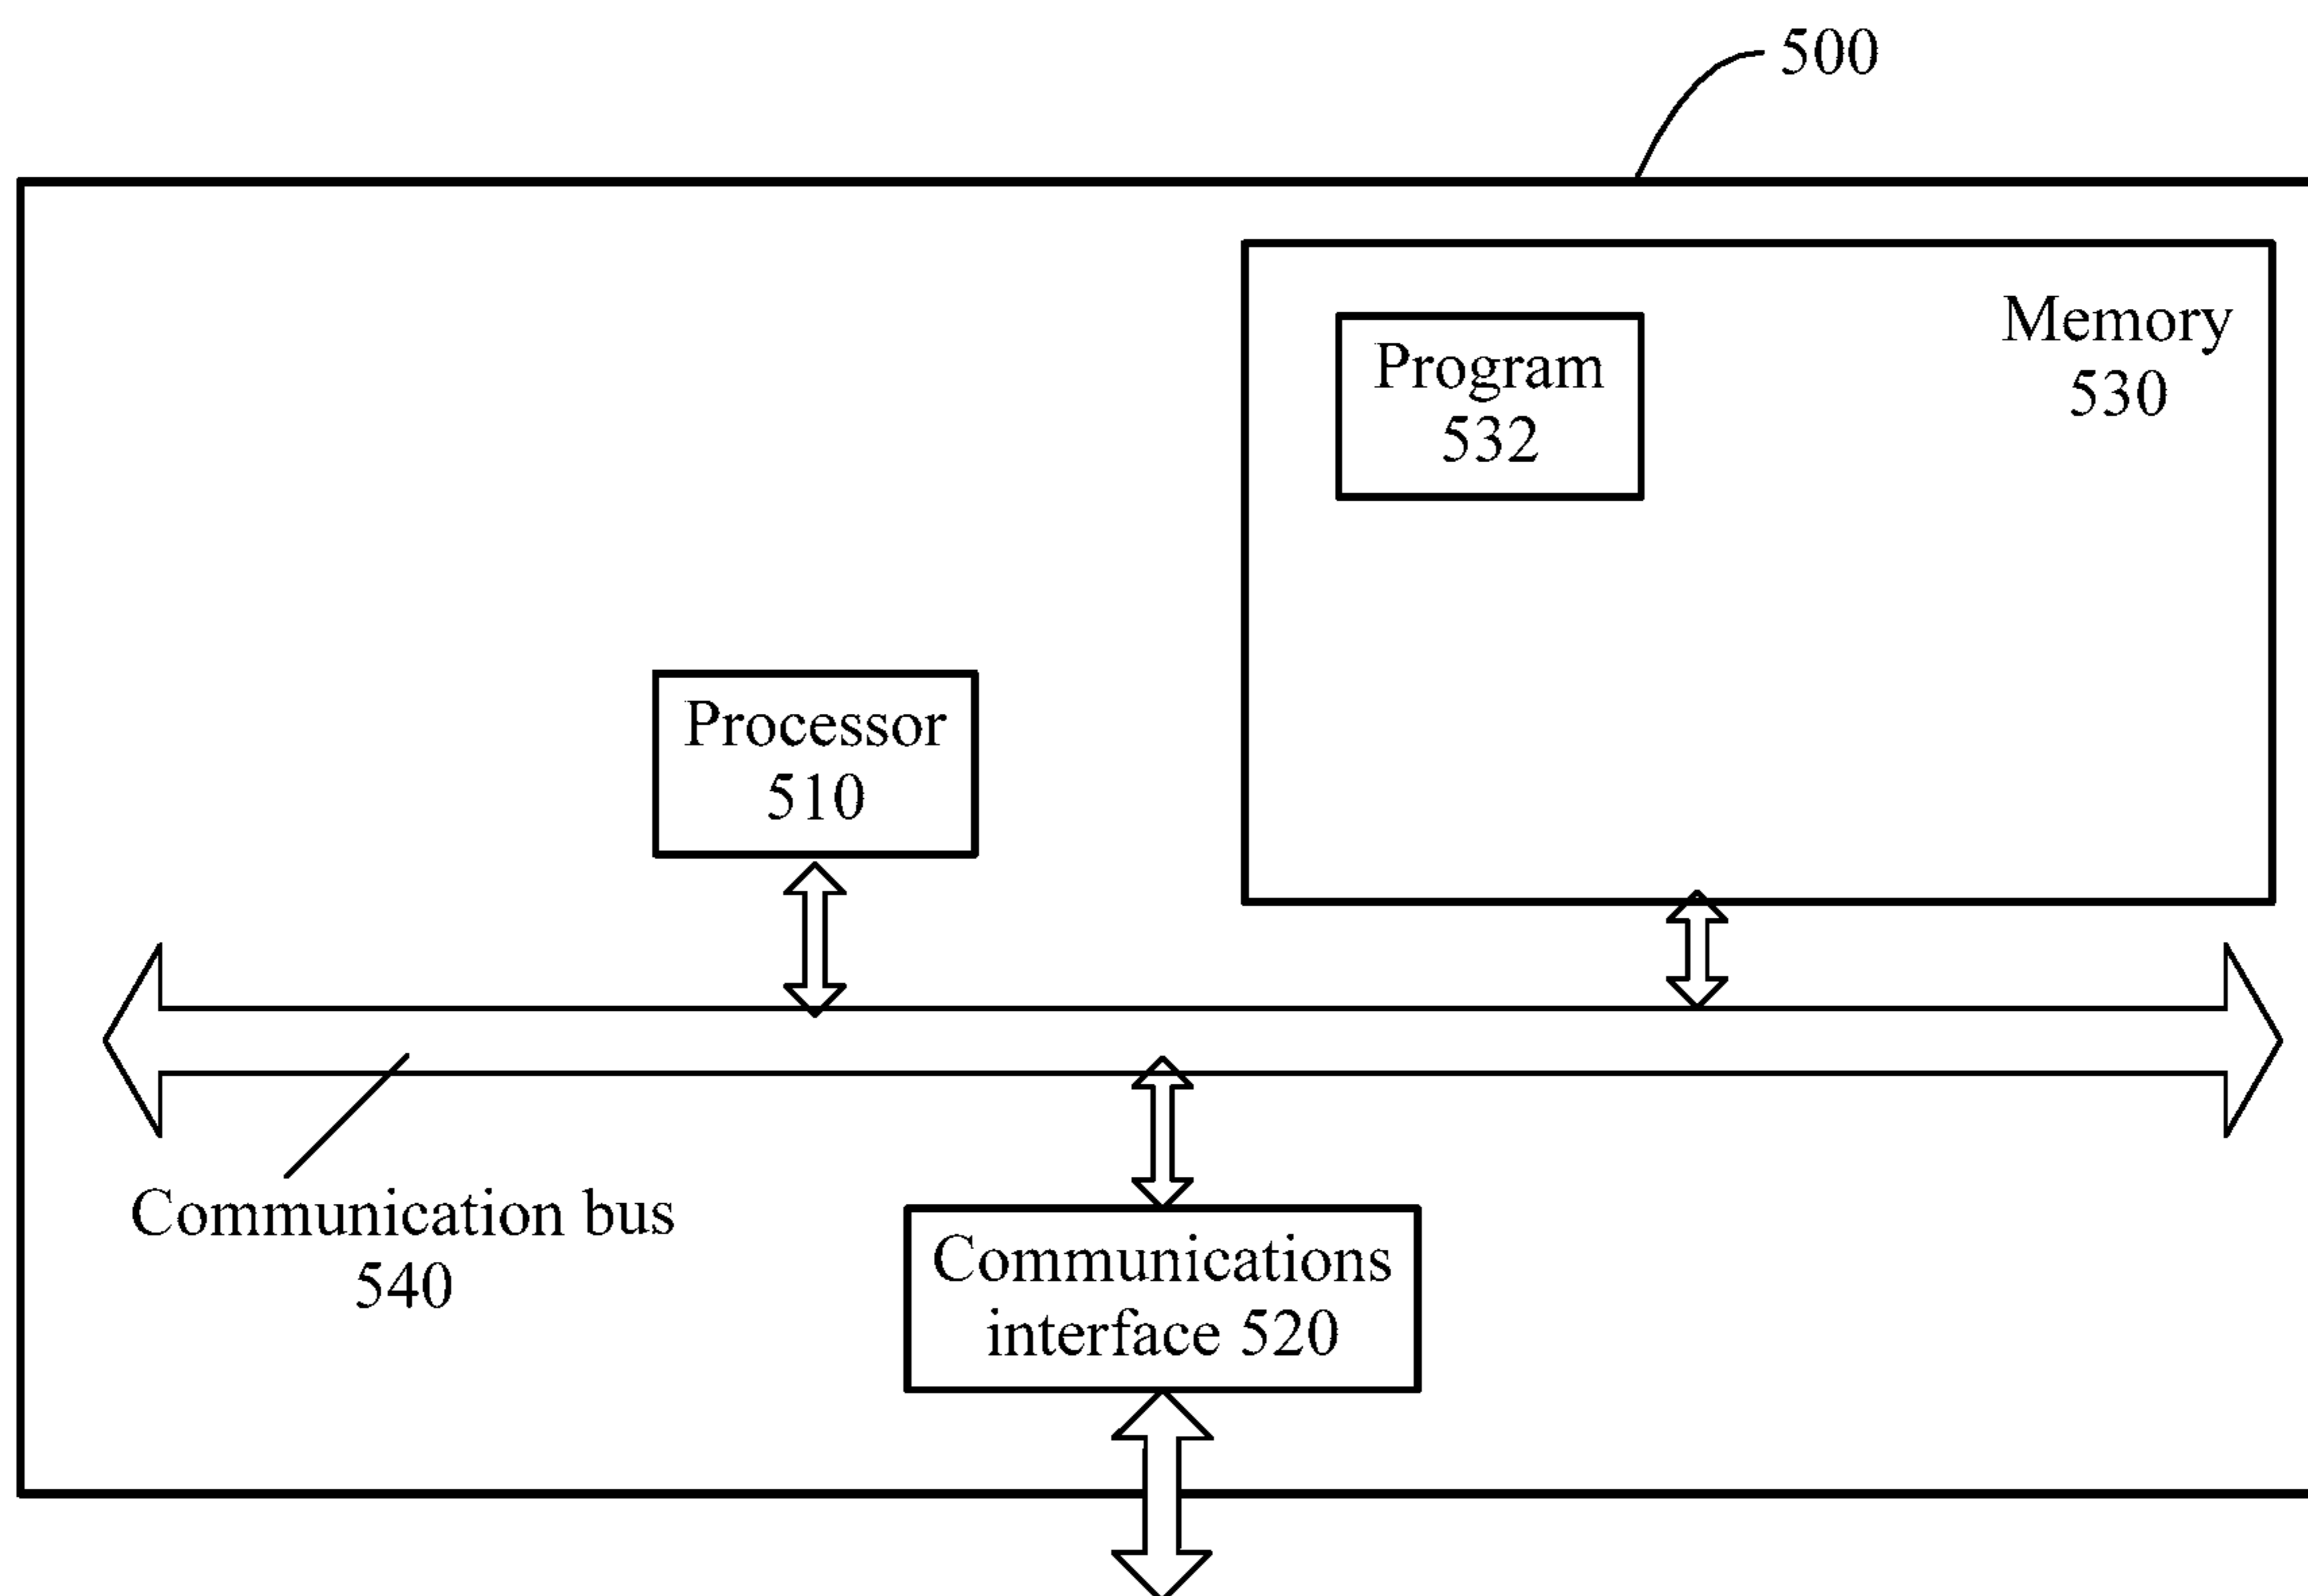 500
Memory
530
Program
532
Processor
510
Communication bus
540
Communications
interface 520